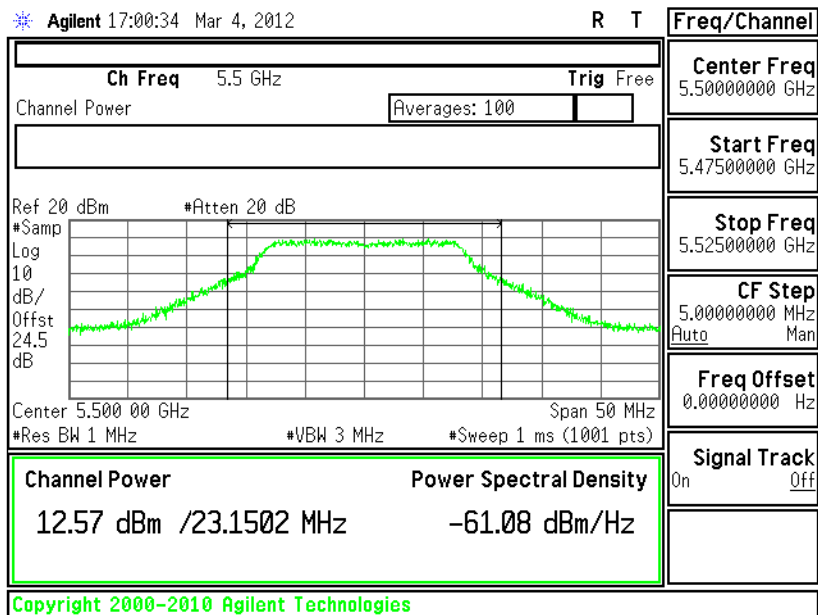 Agilent 17:00:34 Mar 4, 2012 R T
Ch Freq 5.5 GHz Trig Free
Channel Power Averages: 100
Ref 20 dBm #Atten 20 dB
#Samp
Log
10
dB/
Offst
24.5
dB
Center 5.500 00 GHz Span 50 MHz
#Res BW 1 MHz #VBW 3 MHz #Sweep 1 ms (1001 pts)
Channel Power Power Spectral Density
12.57 dBm /23.1502 MHz -61.08 dBm/Hz
Copyright 2000-2010 Agilent Technologies
Freq/Channel
Center Freq
5.50000000 GHz
Start Freq
5.47500000 GHz
Stop Freq
5.52500000 GHz
CF Step
5.00000000 MHz
Auto Man
Freq Offset
0.00000000 Hz
Signal Track
On Off